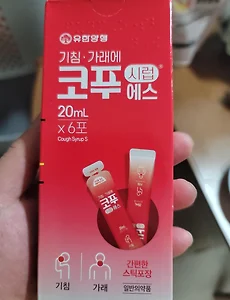 유한양행
기침·가래에
코푸 시럽
에스
20mL
x 6포
Cough Syrup S
코푸
에스
간편한
스틱포장
기침
가래
일반의약품